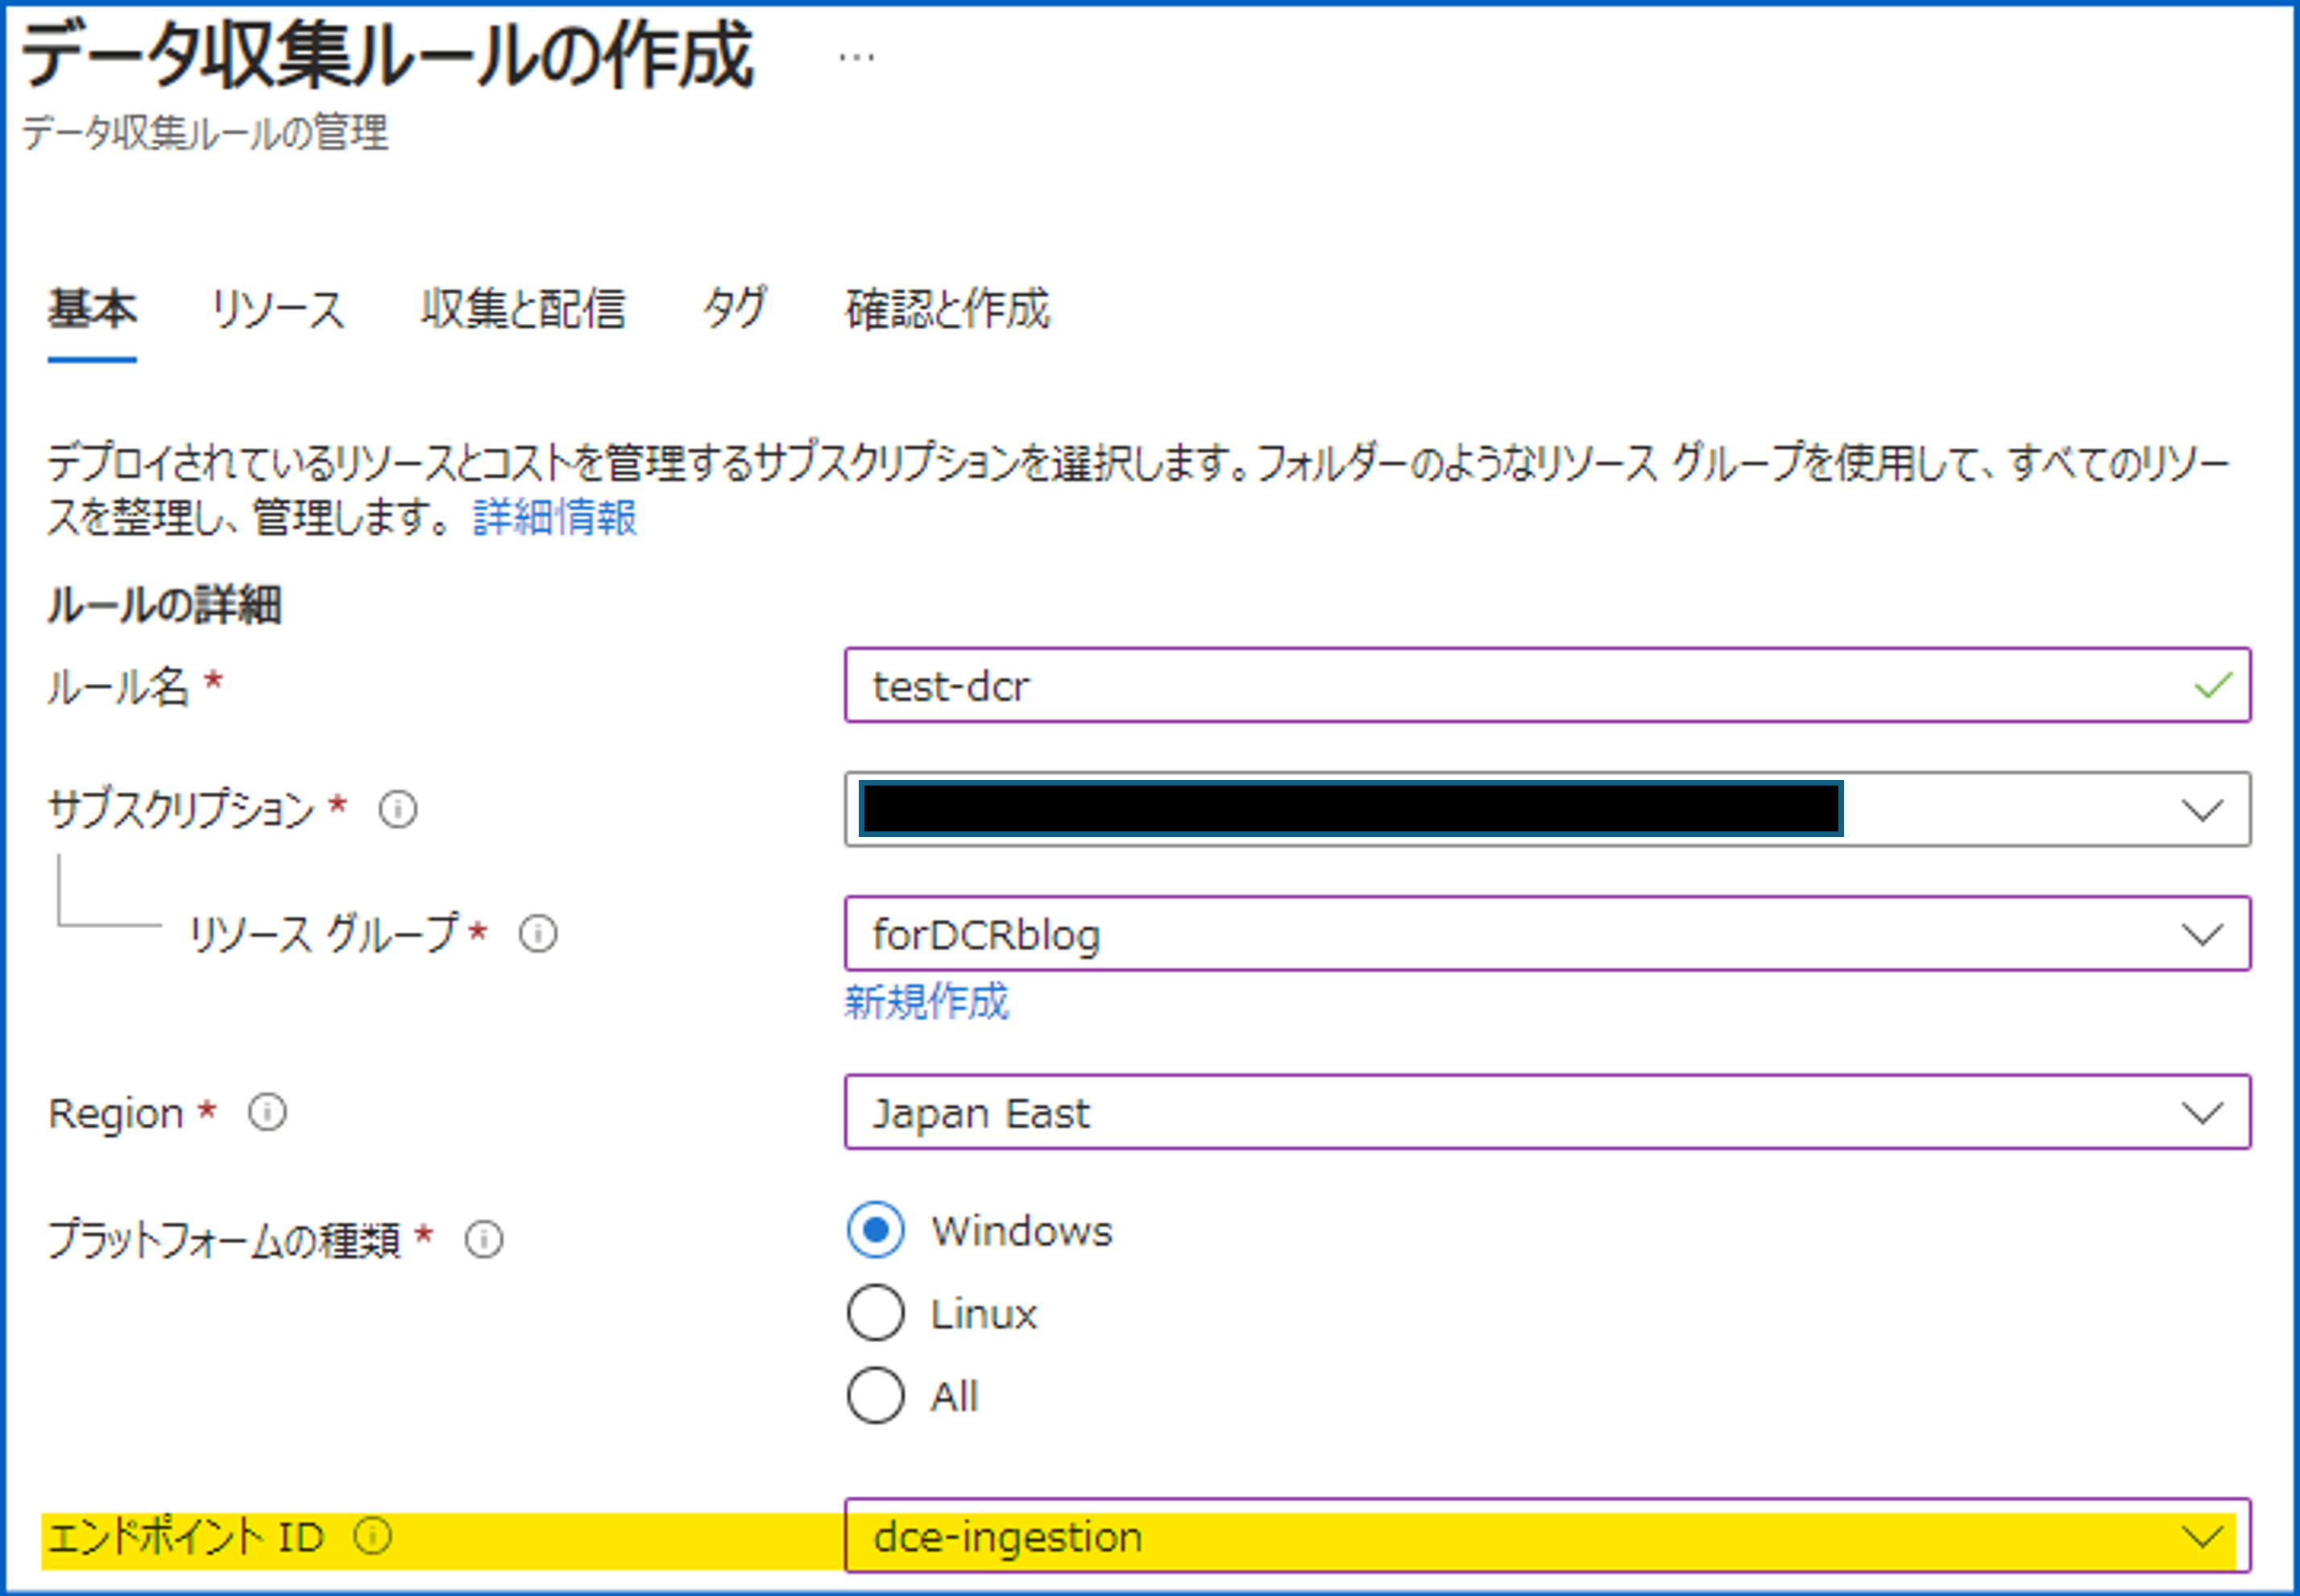 データ収集ルールの作成 …
データ収集ルールの管理
基本 リソース 収集と配信 タグ 確認と作成
デプロイされているリソースとコストを管理するサブスクリプションを選択します。フォルダーのようなリソース グループを使用して、すべてのリソー
スを整理し、管理します。 詳細情報
ルールの詳細
ルール名 * test-dcr
サブスクリプション *
リソース グループ * forDCRblog
新規作成
Region * Japan East
プラットフォームの種類 * Windows
Linux
All
エンドポイント ID dce-ingestion